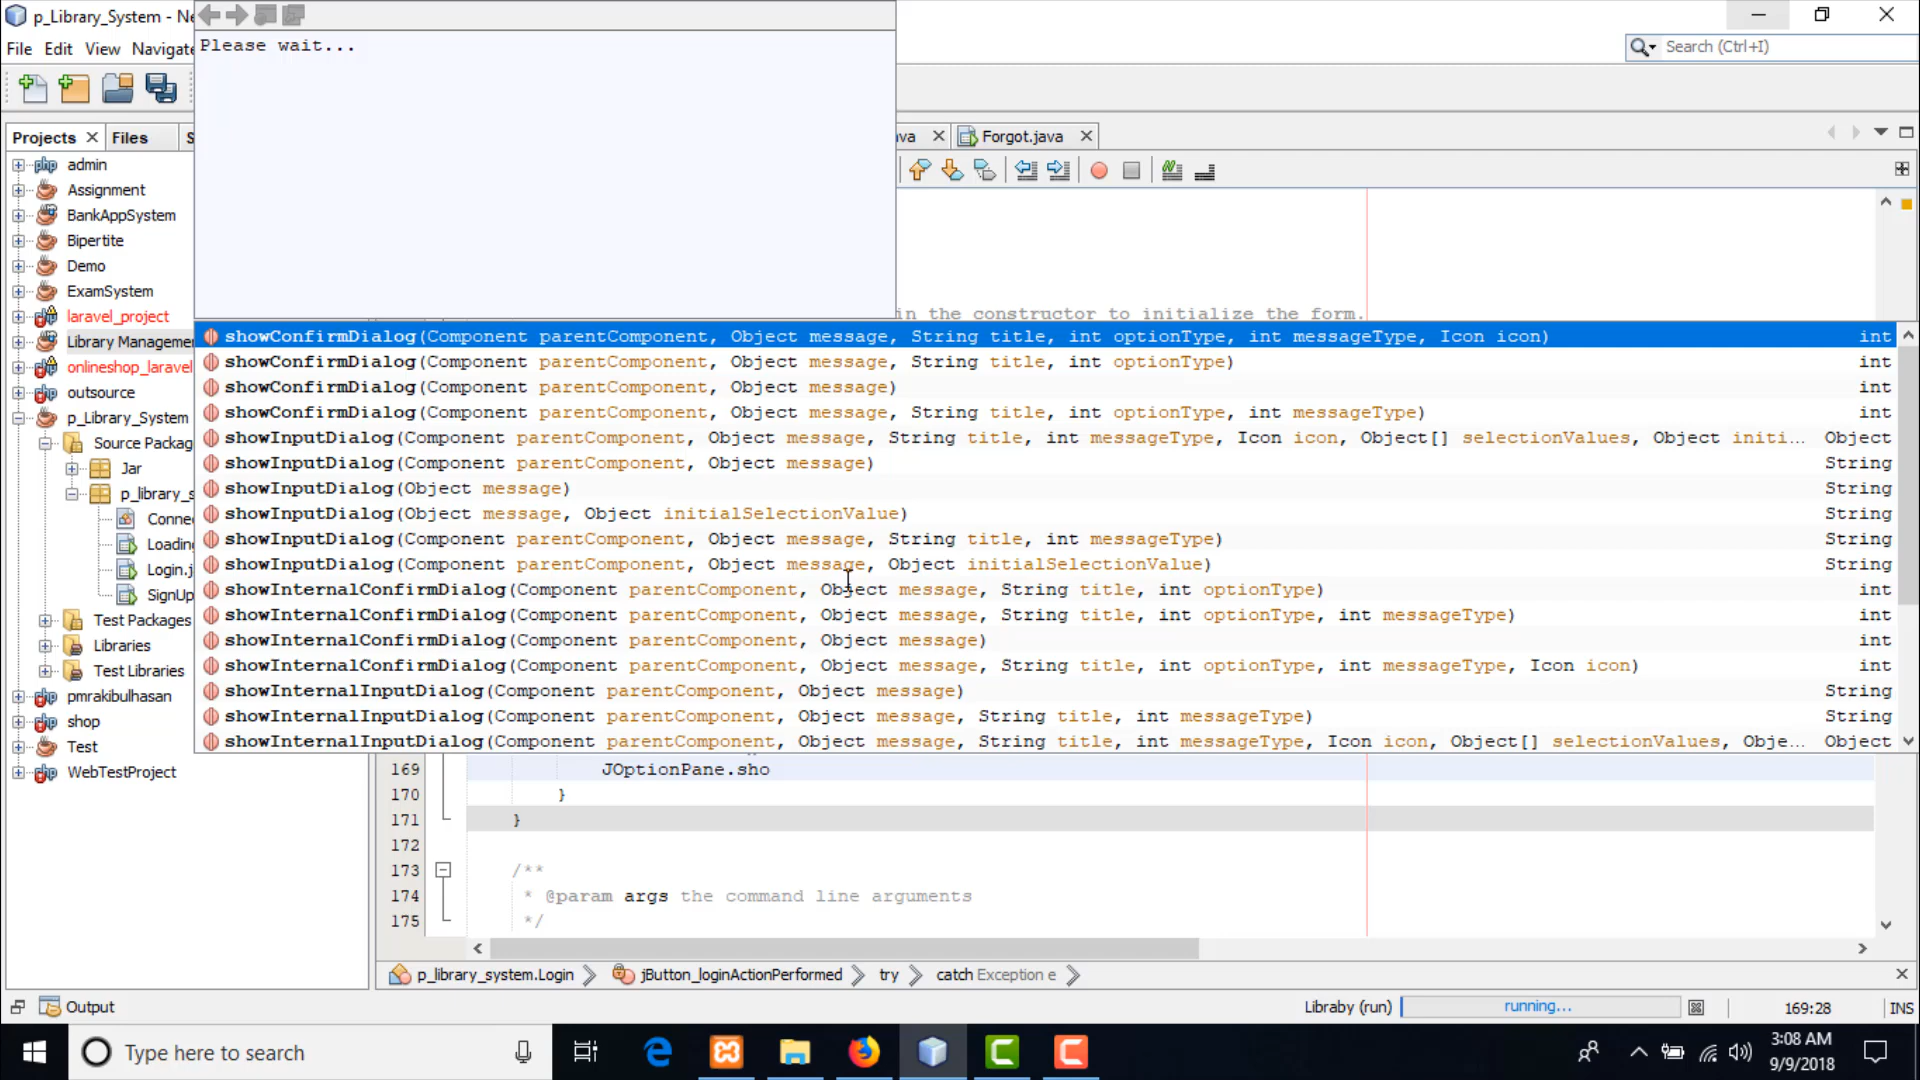 p_Library_System - Ne
File Edit View Navigate
Search (Ctrl+I)
Please wait...
Projects Files S
ava
Forgot.java
admin
Assignment
BankAppSystem
Bipertite
Demo
ExamSystem
laravel_project
Library Manageme
onlineshop_laravel
outsource
p_Library_System
Source Packag
Jar
p_library_s
Connec
Loading
Login.j
SignUp
Test Packages
Libraries
Test Libraries
pmrakibulhasan
shop
Test
WebTestProject
in the constructor to initialize the form.
showConfirmDialog(Component parentComponent, Object message, String title, int optionType, int messageType, Icon icon) int
showConfirmDialog(Component parentComponent, Object message, String title, int optionType) int
showConfirmDialog(Component parentComponent, Object message) int
showConfirmDialog(Component parentComponent, Object message, String title, int optionType, int messageType) int
showInputDialog(Component parentComponent, Object message, String title, int messageType, Icon icon, Object[] selectionValues, Object initi... Object
showInputDialog(Component parentComponent, Object message) String
showInputDialog(Object message) String
showInputDialog(Object message, Object initialSelectionValue) String
showInputDialog(Component parentComponent, Object message, String title, int messageType) String
showInputDialog(Component parentComponent, Object message, Object initialSelectionValue) String
showInternalConfirmDialog(Component parentComponent, Object message, String title, int optionType) int
showInternalConfirmDialog(Component parentComponent, Object message, String title, int optionType, int messageType) int
showInternalConfirmDialog(Component parentComponent, Object message) int
showInternalConfirmDialog(Component parentComponent, Object message, String title, int optionType, int messageType, Icon icon) int
showInternalInputDialog(Component parentComponent, Object message) String
showInternalInputDialog(Component parentComponent, Object message, String title, int messageType) String
showInternalInputDialog(Component parentComponent, Object message, String title, int messageType, Icon icon, Object[] selectionValues, Obje... Object
169 JOptionPane.sho
170 }
171 }
172
173 /**
174 * @param args the command line arguments
175 */
p_library_system.Login jButton_loginActionPerformed try catch Exception e
Output
Libraby (run) running... 169:28 INS
Type here to search
3:08 AM
9/9/2018